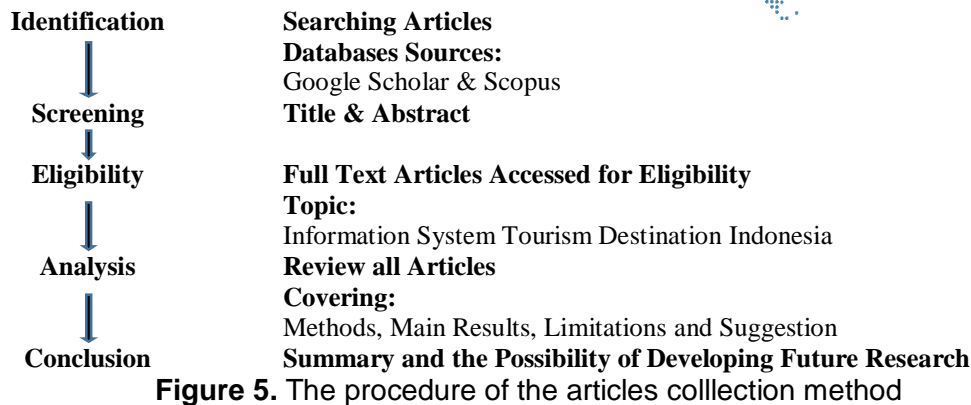 Identification Searching Articles
Databases Sources:
Google Scholar & Scopus
Screening Title & Abstract
Eligibility Full Text Articles Accessed for Eligibility
Topic:
Information System Tourism Destination Indonesia
Analysis Review all Articles
Covering:
Methods, Main Results, Limitations and Suggestion
Conclusion Summary and the Possibility of Developing Future Research
Figure 5. The procedure of the articles colllection method